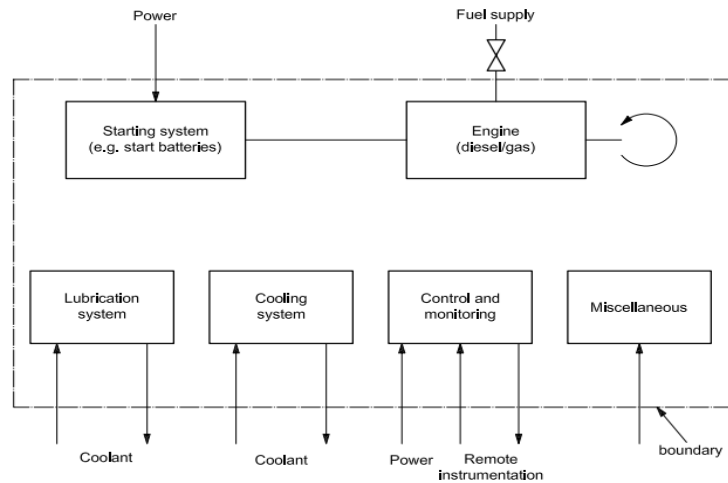 Power
Fuel supply
Starting system
(e.g. start batteries)
Engine
(diesel/gas)
Lubrication
system
Cooling
system
Control and
monitoring
Miscellaneous
Coolant
Coolant
Power
Remote
instrumentation
boundary